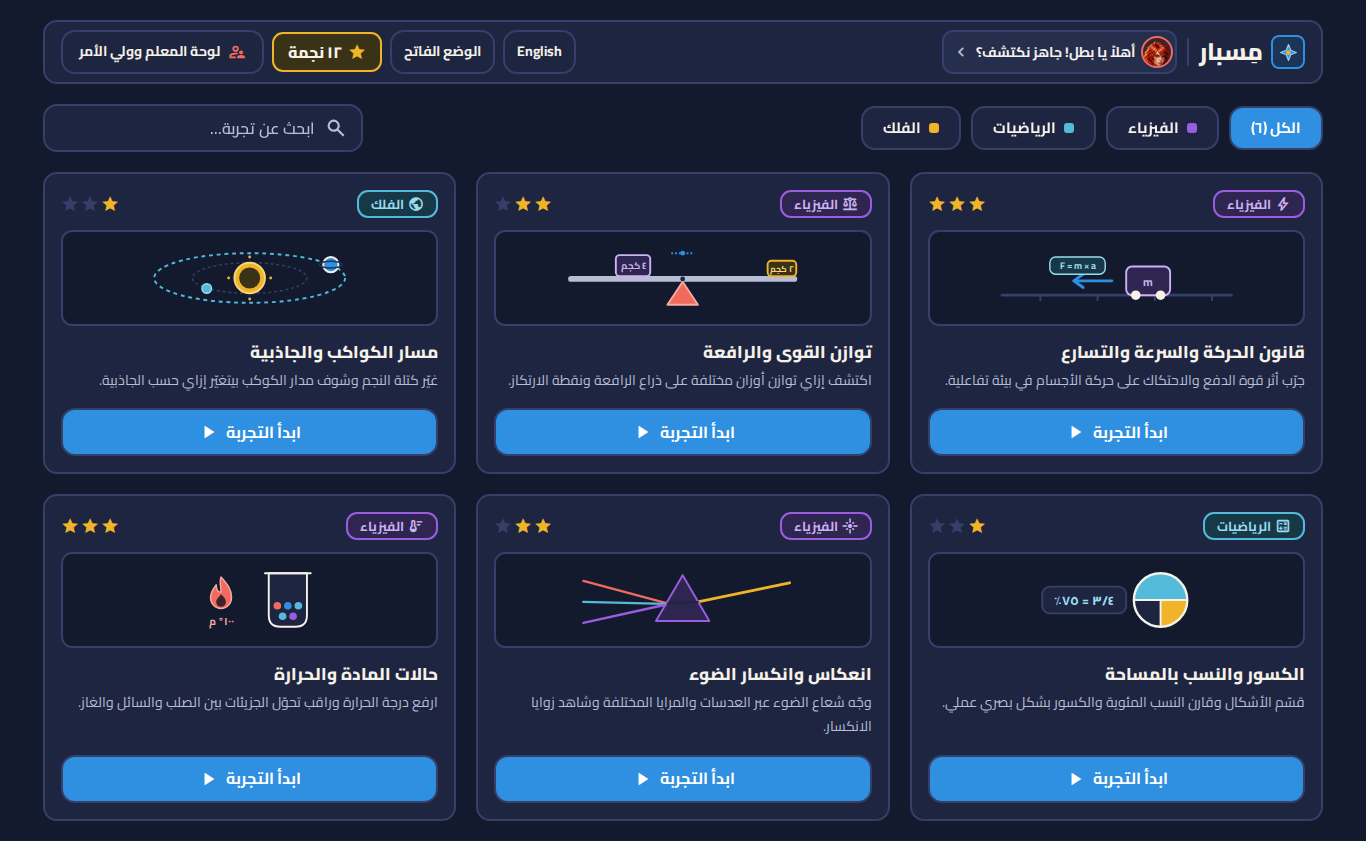 مِسبار
أهلاً يا بطل! جاهز نكتشف؟
English
الوضع الفاتح
١٢ نجمة
لوحة المعلم وولي الأمر
الكل (٦)
الفيزياء
الرياضيات
الفلك
ابحث عن تجربة...
الفيزياء
F = m × a
m
قانون الحركة والسرعة والتسارع
جرّب أثر قوة الدفع والاحتكاك على حركة الأجسام في بيئة تفاعلية.
ابدأ التجربة
الفيزياء
٤ كجم
٢ كجم
توازن القوى والرافعة
اكتشف إزاي توازن أوزان مختلفة على ذراع الرافعة ونقطة الارتكاز.
ابدأ التجربة
الفلك
مسار الكواكب والجاذبية
غيّر كتلة النجم وشوف مدار الكوكب بيتغيّر إزاي حسب الجاذبية.
ابدأ التجربة
الرياضيات
٣/٤ = ٧٥٪
الكسور والنسب بالمساحة
قسّم الأشكال وقارن النسب المئوية والكسور بشكل بصري عملي.
ابدأ التجربة
الفيزياء
انعكاس وانكسار الضوء
وجّه شعاع الضوء عبر العدسات والمرايا المختلفة وشاهد زوايا
الانكسار.
ابدأ التجربة
الفيزياء
١٠٠° م
حالات المادة والحرارة
ارفع درجة الحرارة وراقب تحوّل الجزيئات بين الصلب والسائل والغاز.
ابدأ التجربة